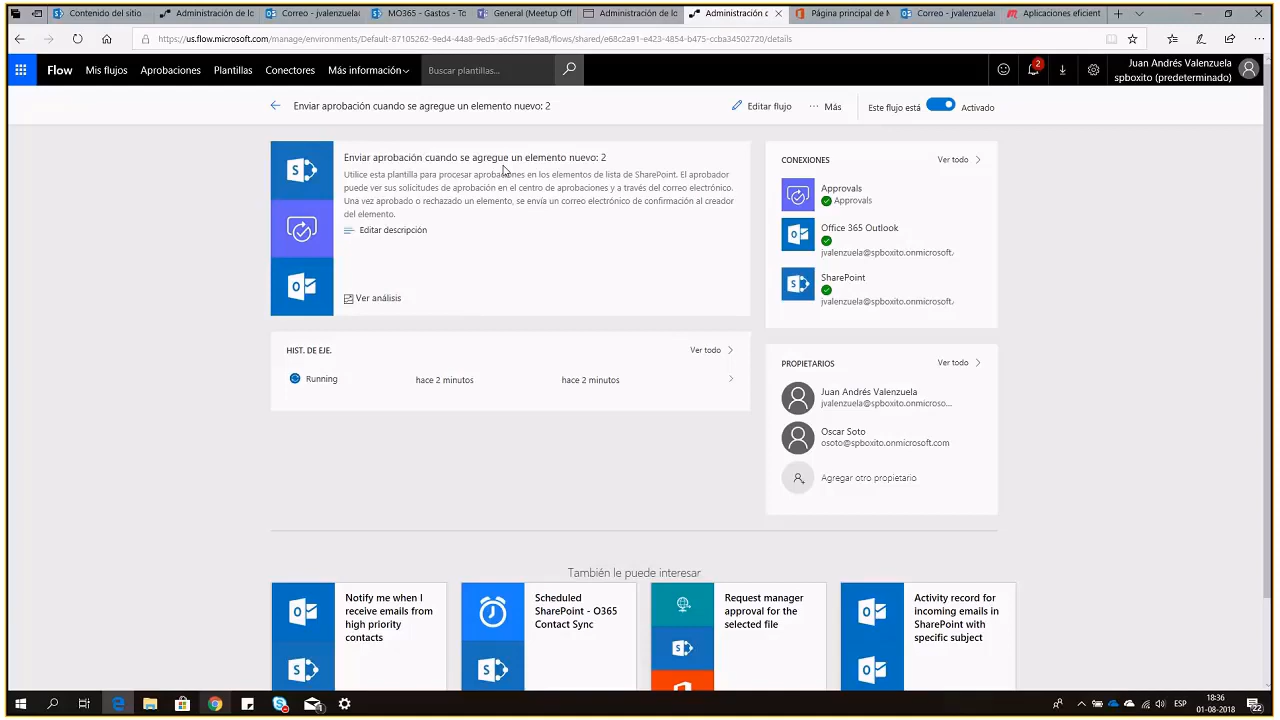 Contenido del sitio
Administración de lo
Correo - jvalenzuelac
MO365 - Gastos - To
General (Meetup Off
Administración de lo
Administración d
Página principal de M
Correo - jvalenzuelac
Aplicaciones eficient
https://us.flow.microsoft.com/manage/environments/Default-87105262-9ed4-44a8-9ed5-a6cf571fe9a8/flows/shared/e68c2a91-e423-4854-b475-ccba34502720/details
Flow
Mis flujos
Aprobaciones
Plantillas
Conectores
Más información
Buscar plantillas...
2
Juan Andrés Valenzuela
spboxito (predeterminado)
Enviar aprobación cuando se agregue un elemento nuevo: 2
Editar flujo
··· Más
Este flujo está
Activado
Enviar aprobación cuando se agregue un elemento nuevo: 2
Utilice esta plantilla para procesar aprobaciones en los elementos de lista de SharePoint. El aprobador
puede ver sus solicitudes de aprobación en el centro de aprobaciones y a través del correo electrónico.
Una vez aprobado o rechazado un elemento, se envía un correo electrónico de confirmación al creador
del elemento.
Editar descripción
Ver análisis
HIST. DE EJE.
Ver todo
Running
hace 2 minutos
hace 2 minutos
CONEXIONES
Ver todo
Approvals
Approvals
Office 365 Outlook
jvalenzuela@spboxito.onmicrosoft.
SharePoint
jvalenzuela@spboxito.onmicrosoft.
PROPIETARIOS
Ver todo
Juan Andrés Valenzuela
jvalenzuela@spboxito.onmicroso...
Oscar Soto
osoto@spboxito.onmicrosoft.com
Agregar otro propietario
También le puede interesar
Notify me when I
receive emails from
high priority
contacts
Scheduled
SharePoint - O365
Contact Sync
Request manager
approval for the
selected file
Activity record for
incoming emails in
SharePoint with
specific subject
ESP
18:36
01-08-2018
22